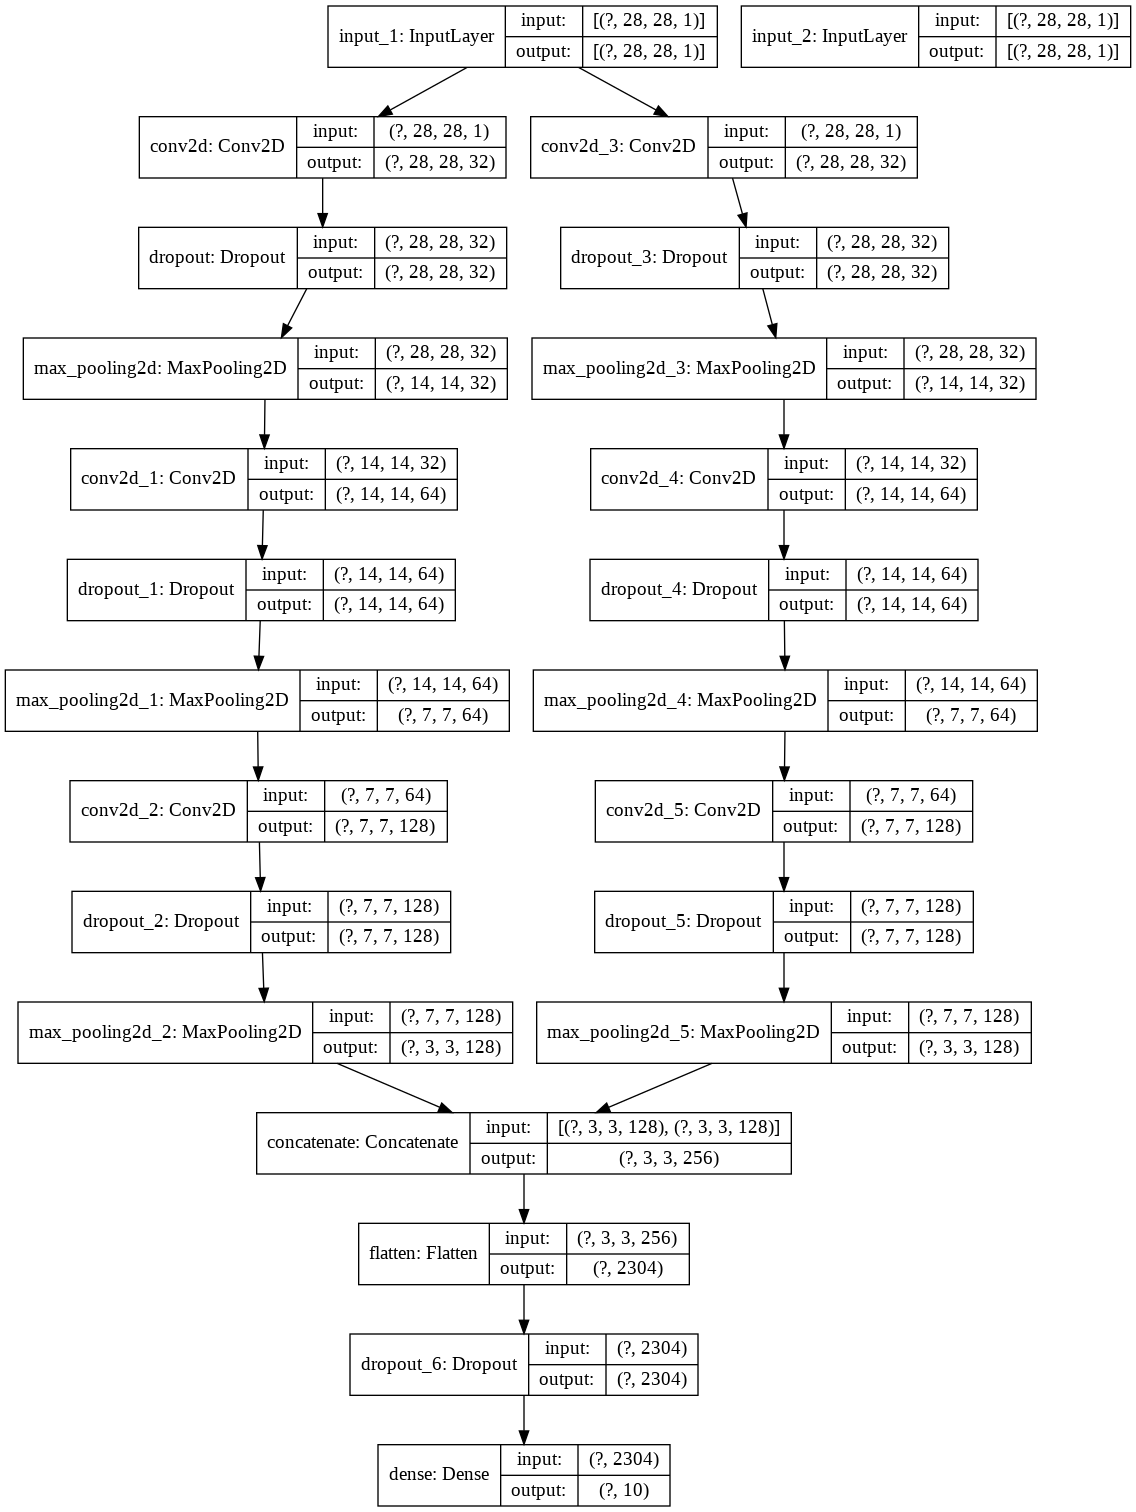 input_1: InputLayer input: [(?, 28, 28, 1)] output: [(?, 28, 28, 1)]
input_2: InputLayer input: [(?, 28, 28, 1)] output: [(?, 28, 28, 1)]
conv2d: Conv2D input: (?, 28, 28, 1) output: (?, 28, 28, 32)
conv2d_3: Conv2D input: (?, 28, 28, 1) output: (?, 28, 28, 32)
dropout: Dropout input: (?, 28, 28, 32) output: (?, 28, 28, 32)
dropout_3: Dropout input: (?, 28, 28, 32) output: (?, 28, 28, 32)
max_pooling2d: MaxPooling2D input: (?, 28, 28, 32) output: (?, 14, 14, 32)
max_pooling2d_3: MaxPooling2D input: (?, 28, 28, 32) output: (?, 14, 14, 32)
conv2d_1: Conv2D input: (?, 14, 14, 32) output: (?, 14, 14, 64)
conv2d_4: Conv2D input: (?, 14, 14, 32) output: (?, 14, 14, 64)
dropout_1: Dropout input: (?, 14, 14, 64) output: (?, 14, 14, 64)
dropout_4: Dropout input: (?, 14, 14, 64) output: (?, 14, 14, 64)
max_pooling2d_1: MaxPooling2D input: (?, 14, 14, 64) output: (?, 7, 7, 64)
max_pooling2d_4: MaxPooling2D input: (?, 14, 14, 64) output: (?, 7, 7, 64)
conv2d_2: Conv2D input: (?, 7, 7, 64) output: (?, 7, 7, 128)
conv2d_5: Conv2D input: (?, 7, 7, 64) output: (?, 7, 7, 128)
dropout_2: Dropout input: (?, 7, 7, 128) output: (?, 7, 7, 128)
dropout_5: Dropout input: (?, 7, 7, 128) output: (?, 7, 7, 128)
max_pooling2d_2: MaxPooling2D input: (?, 7, 7, 128) output: (?, 3, 3, 128)
max_pooling2d_5: MaxPooling2D input: (?, 7, 7, 128) output: (?, 3, 3, 128)
concatenate: Concatenate input: [(?, 3, 3, 128), (?, 3, 3, 128)] output: (?, 3, 3, 256)
flatten: Flatten input: (?, 3, 3, 256) output: (?, 2304)
dropout_6: Dropout input: (?, 2304) output: (?, 2304)
dense: Dense input: (?, 2304) output: (?, 10)